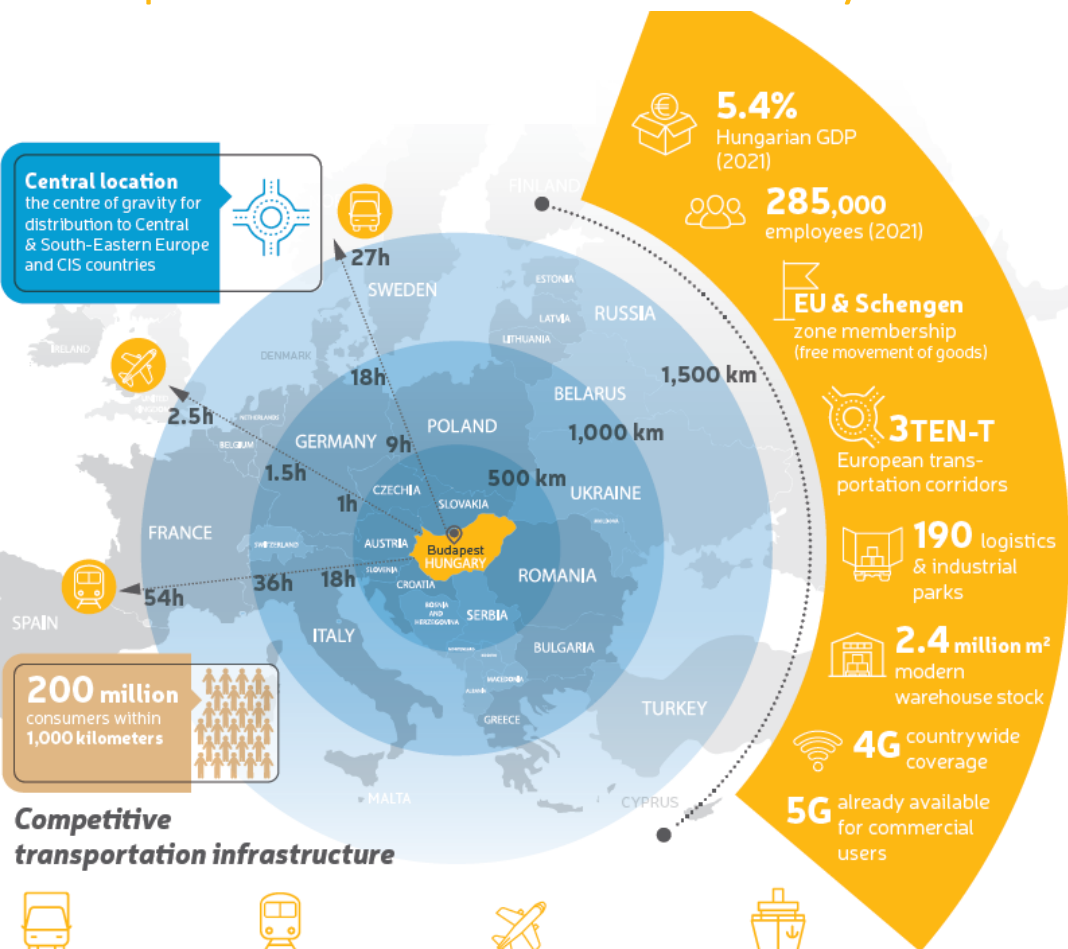 5.4%
Hungarian GDP
(2021)
285,000
employees (2021)
EU & Schengen
zone membership
(free movement of goods)
3TEN-T
European trans-
portation corridors
190 logistics
& industrial
parks
2.4 million m²
modern
warehouse stock
4G countrywide
coverage
5G already available
for commercial
users
Central location
the centre of gravity for
distribution to Central
& South-Eastern Europe
and CIS countries
FINLAND
27h
SWEDEN
ESTONIA
LATVIA
RUSSIA
LITHUANIA
IRELAND
DENMARK
18h
1,500 km
UNITED
KINGDOM
2.5h
NETHERLANDS
BELARUS
POLAND
1,000 km
BELGIUM
GERMANY
9h
1.5h
500 km
CZECHIA
UKRAINE
1h
SLOVAKIA
FRANCE
SWITZERLAND
AUSTRIA
Budapest
HUNGARY
SLOVENIA
ROMANIA
CROATIA
36h
18h
54h
BOSNIA
AND
HERZEGOVINA
SERBIA
SPAIN
ITALY
BULGARIA
MACEDONIA
ALBANIA
GREECE
TURKEY
MALTA
CYPRUS
200 million
consumers within
1,000 kilometers
Competitive
transportation infrastructure